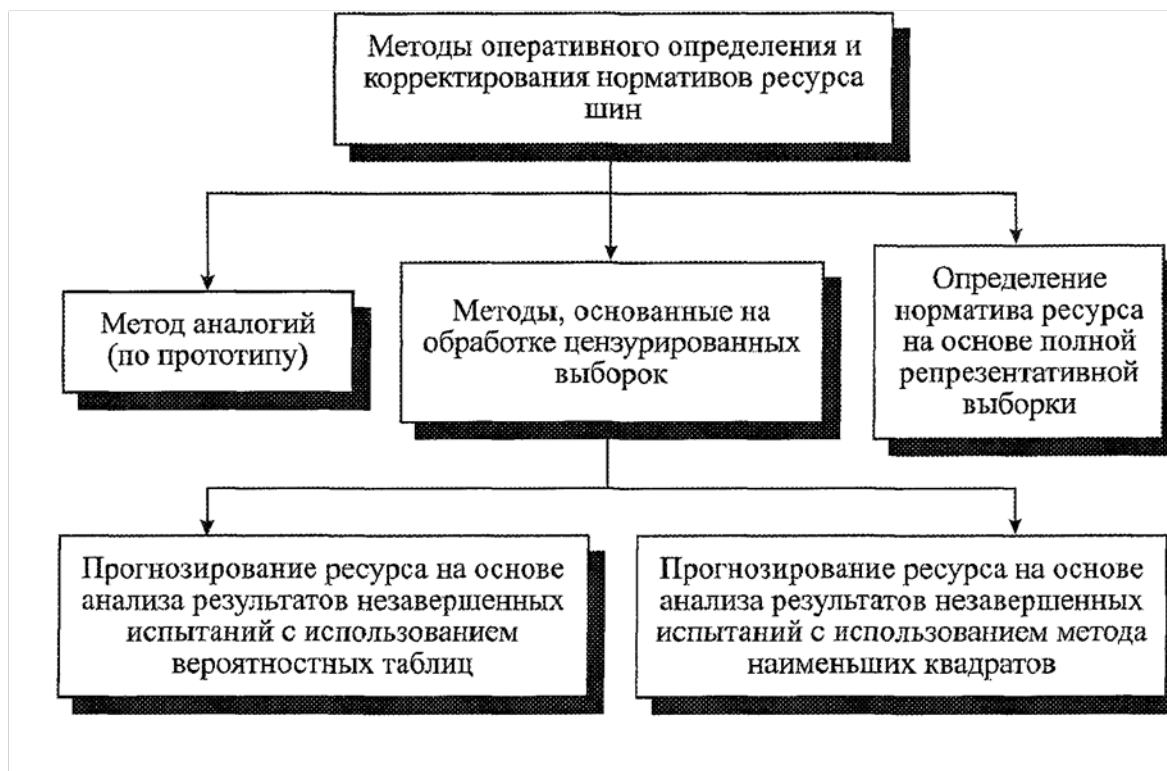 Методы оперативного определения и
корректирования нормативов ресурса
шин
Метод аналогий
(по прототипу)
Методы, основанные на
обработке цензурированных
выборок
Определение
норматива ресурса
на основе полной
репрезентативной
выборки
Прогнозирование ресурса на основе
анализа результатов незавершенных
испытаний с использованием
вероятностных таблиц
Прогнозирование ресурса на основе
анализа результатов незавершенных
испытаний с использованием метода
наименьших квадратов